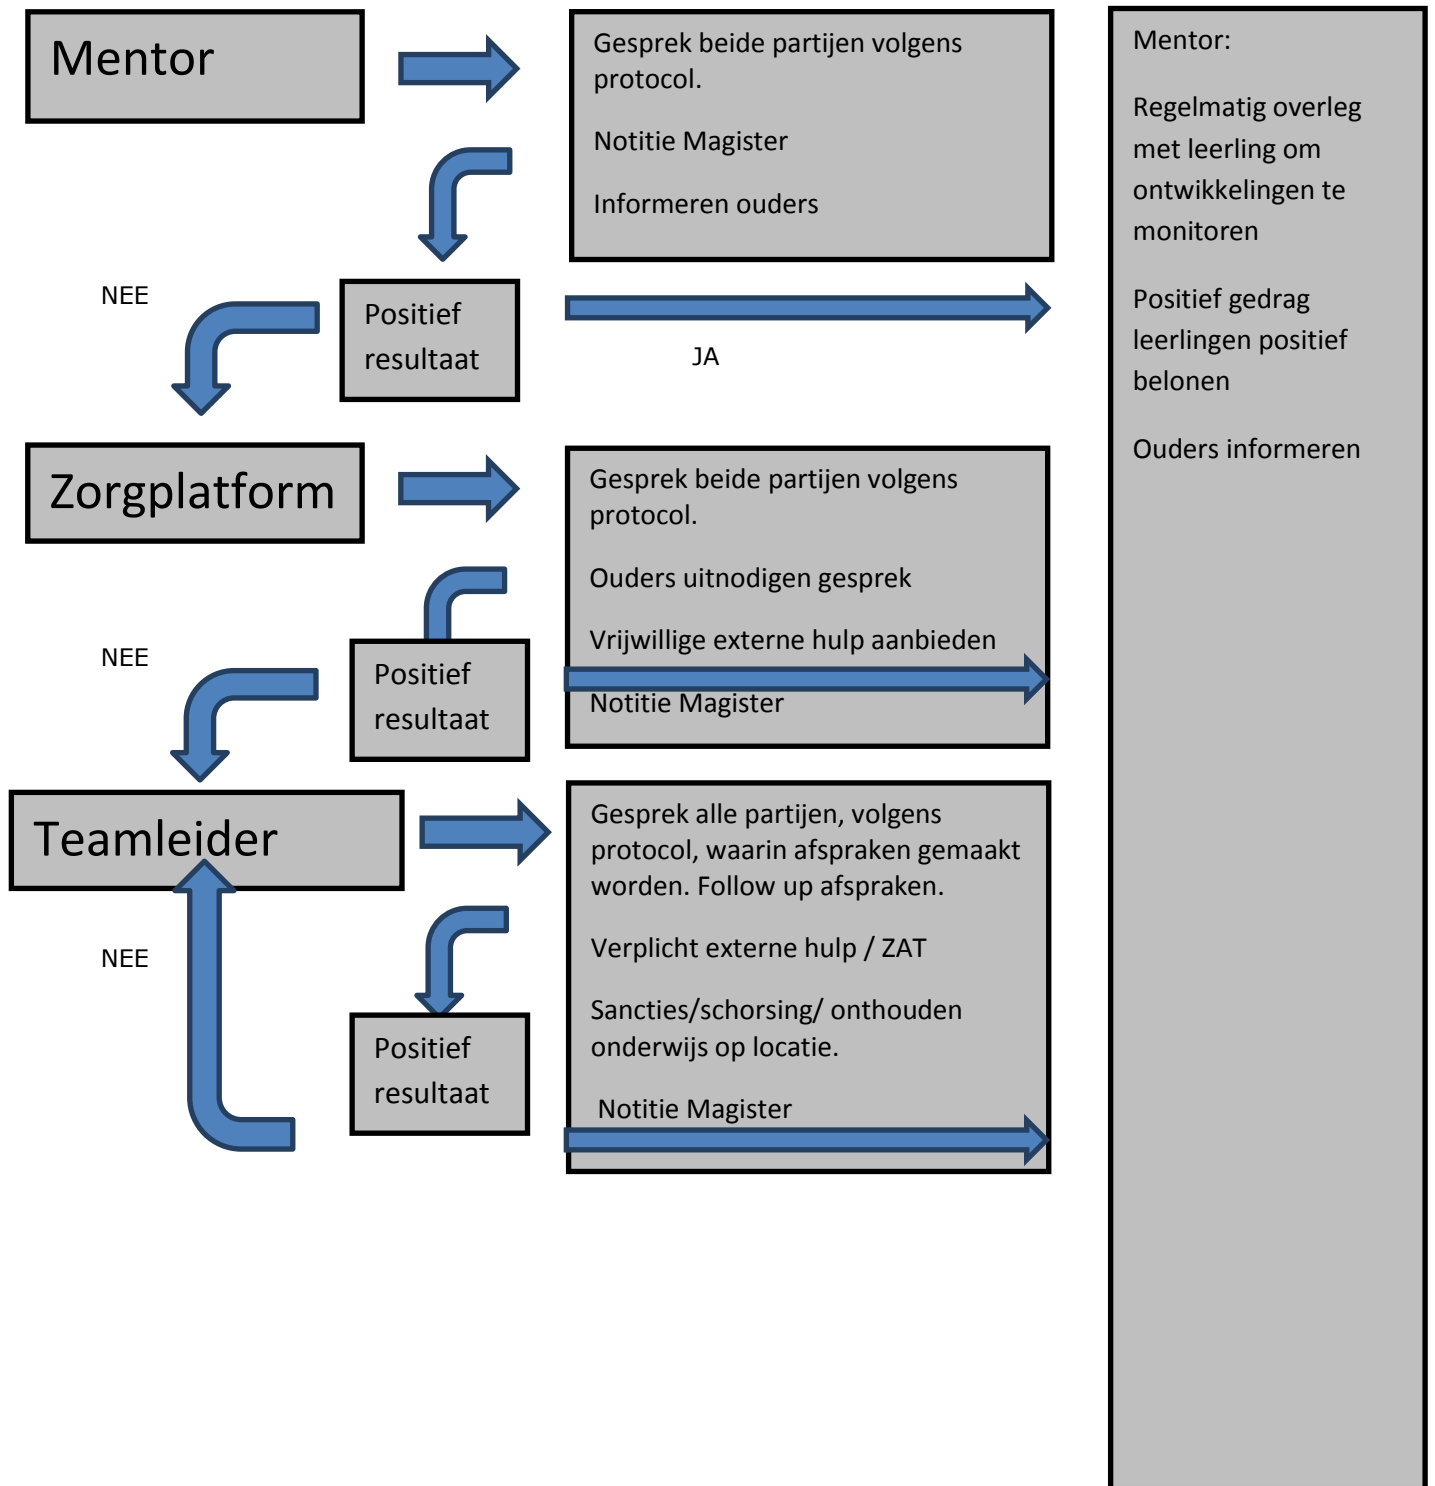 Mentor
Gesprek beide partijen volgens
protocol.
Notitie Magister
Informeren ouders
NEE
Positief
resultaat
JA
Zorgplatform
Gesprek beide partijen volgens
protocol.
Ouders uitnodigen gesprek
Vrijwillige externe hulp aanbieden
Notitie Magister
NEE
Positief
resultaat
Teamleider
Gesprek alle partijen, volgens
protocol, waarin afspraken gemaakt
worden. Follow up afspraken.
Verplicht externe hulp / ZAT
Sancties/schorsing/ onthouden
onderwijs op locatie.
Notitie Magister
NEE
Positief
resultaat
Mentor:
Regelmatig overleg
met leerling om
ontwikkelingen te
monitoren
Positief gedrag
leerlingen positief
belonen
Ouders informeren